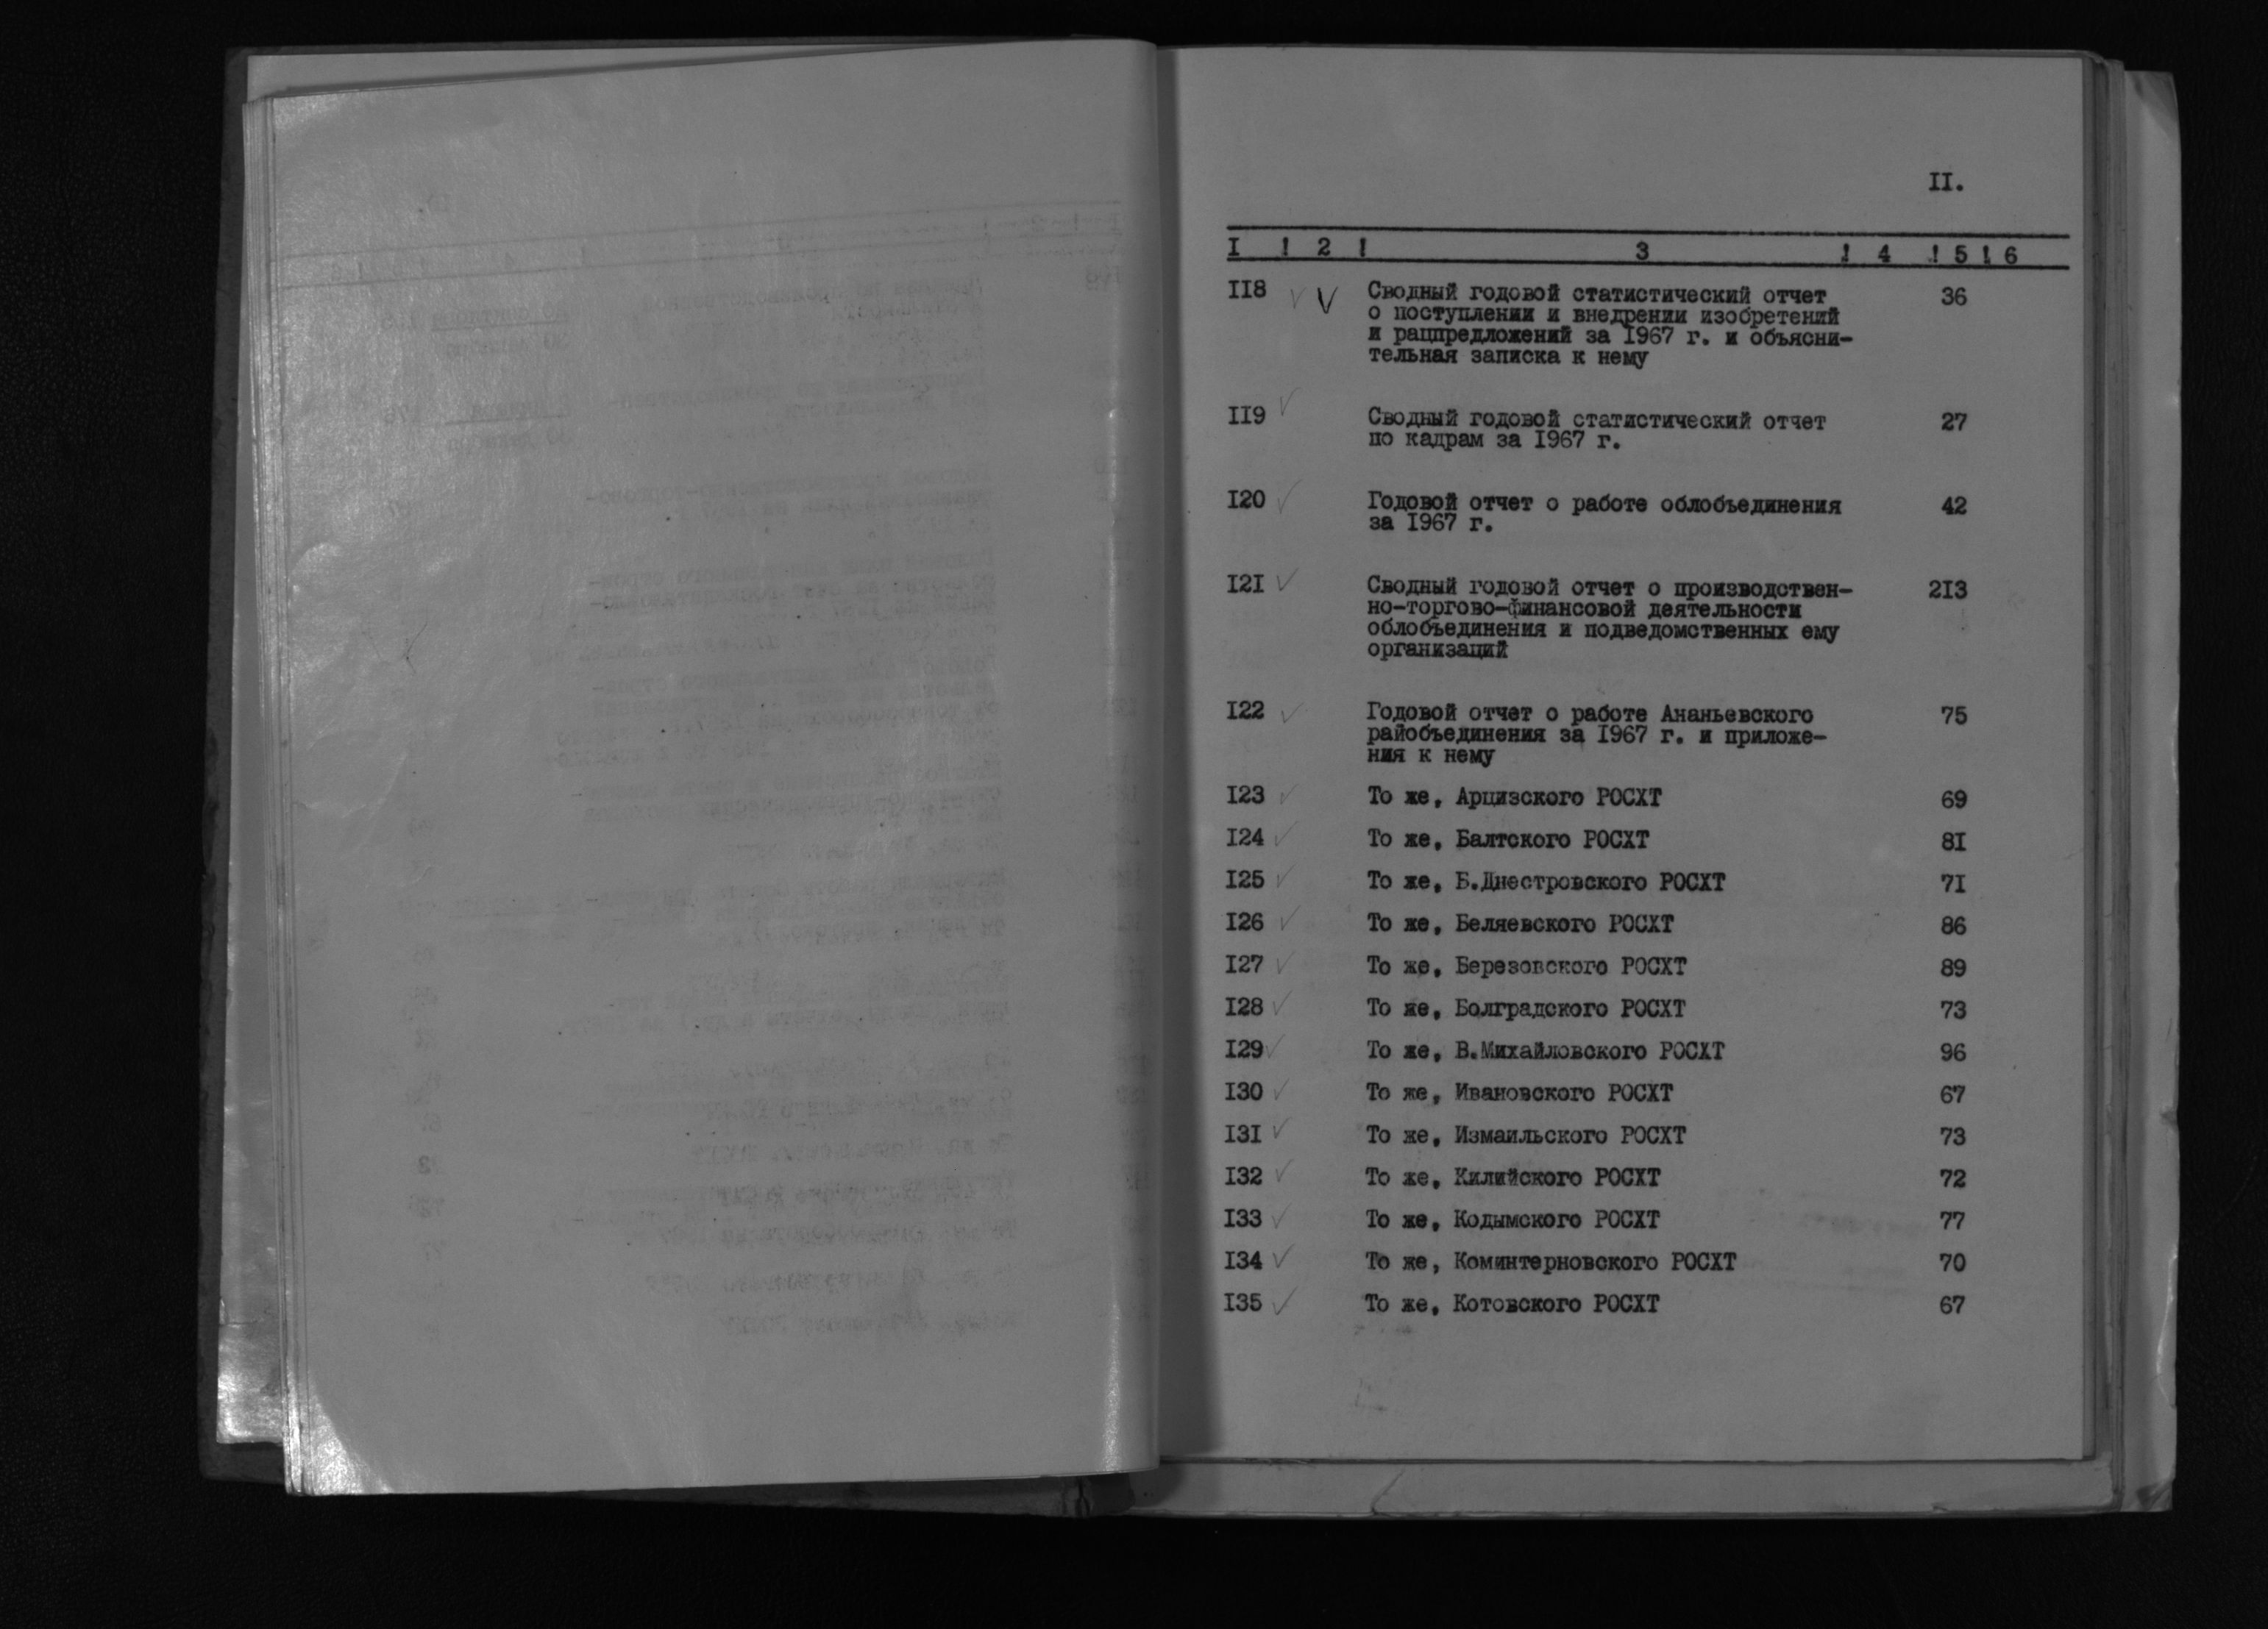 II.
I ! 2 ! 3 ! 4 ! 5 ! 6
II8 Сводный годовой статистический отчет 36
о поступлении и внедрении изобретений
и рацпредложений за I967 г. и объясни-
тельная записка к нему
II9 Сводный годовой статистический отчет 27
по кадрам за I967 г.
I20 Годовой отчет о работе облобъединения 42
за I967 г.
I2I Сводный годовой отчет о производствен- 2I3
но-торгово-финансовой деятельности
облобъединения и подведомственных ему
организаций
I22 Годовой отчет о работе Ананьевского 75
райобъединения за I967 г. и приложе-
ния к нему
I23 То же, Арцизского РОСХТ 69
I24 То же, Балтского РОСХТ 8I
I25 То же, Б.Днестровского РОСХТ 7I
I26 То же, Беляевского РОСХТ 86
I27 То же, Березовского РОСХТ 89
I28 То же, Болградского РОСХТ 73
I29 То же, В.Михайловского РОСХТ 96
I30 То же, Ивановского РОСХТ 67
I3I То же, Измаильского РОСХТ 73
I32 То же, Килийского РОСХТ 72
I33 То же, Кодымского РОСХТ 77
I34 То же, Коминтерновского РОСХТ 70
I35 То же, Котовского РОСХТ 67